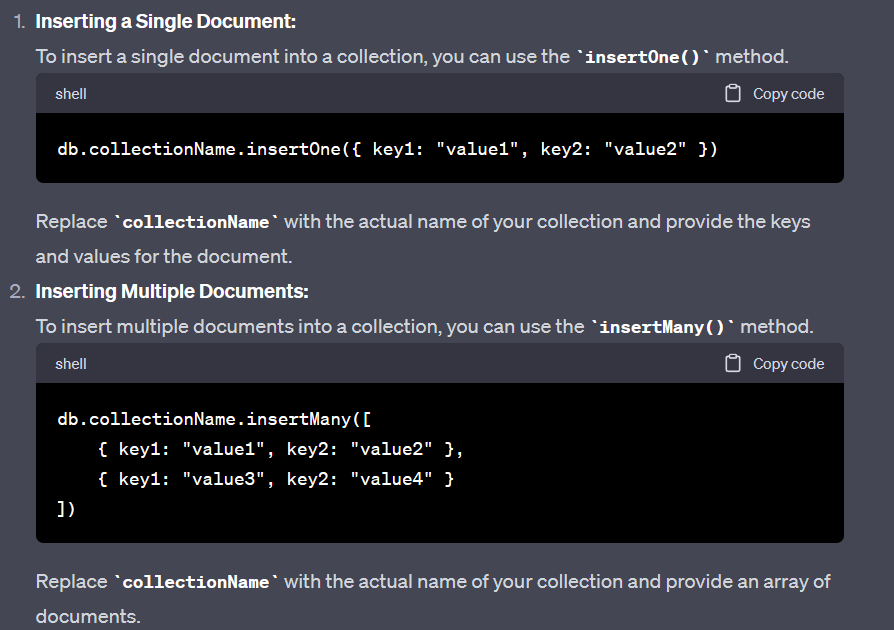 1. Inserting a Single Document:
To insert a single document into a collection, you can use the `insertOne()` method.
shell Copy code
db.collectionName.insertOne({ key1: "value1", key2: "value2" })
Replace `collectionName` with the actual name of your collection and provide the keys
and values for the document.
2. Inserting Multiple Documents:
To insert multiple documents into a collection, you can use the `insertMany()` method.
shell Copy code
db.collectionName.insertMany([
    { key1: "value1", key2: "value2" },
    { key1: "value3", key2: "value4" }
])
Replace `collectionName` with the actual name of your collection and provide an array of
documents.